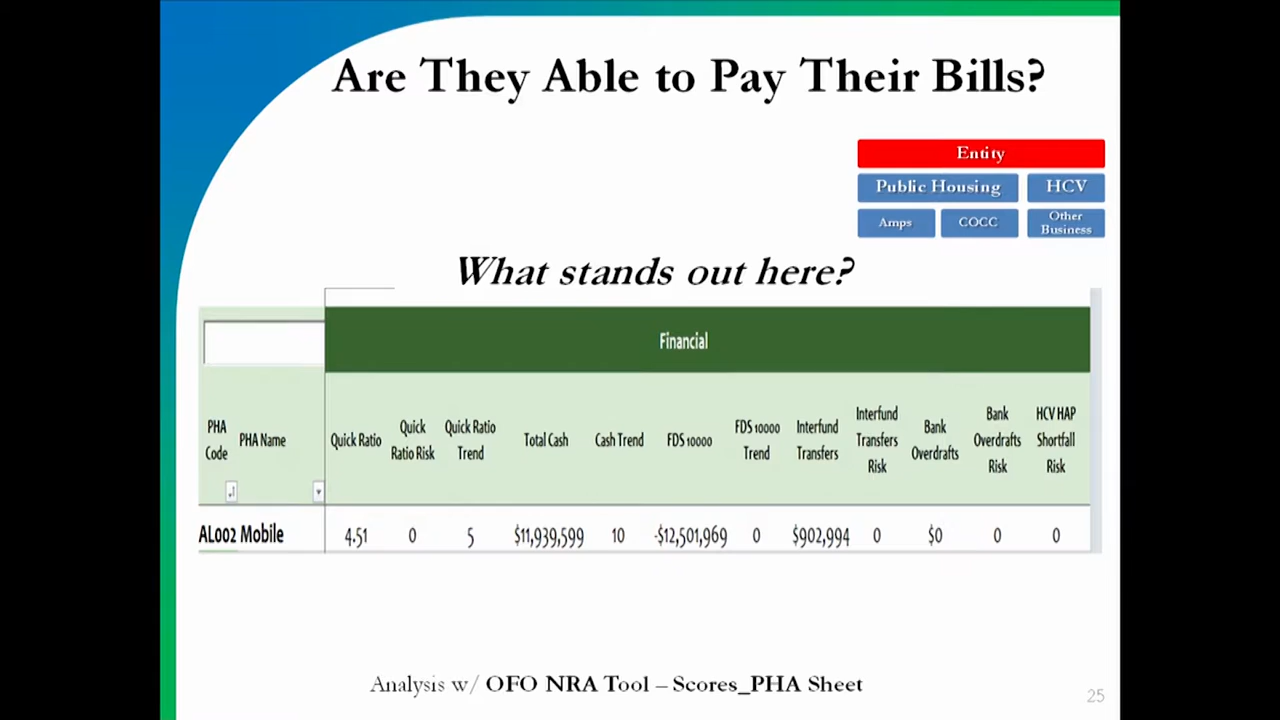 Are They Able to Pay Their Bills?
Entity
Public Housing HCV
Amps COCC Other Business
What stands out here?
Financial
PHA Code PHA Name Quick Ratio Quick Ratio Risk Quick Ratio Trend Total Cash Cash Trend FDS 10000 FDS 10000 Trend Interfund Transfers Interfund Transfers Risk Bank Overdrafts Bank Overdrafts Risk HCV HAP Shortfall Risk
AL002 Mobile 4.51 0 5 $11,939,599 10 -$12,501,969 0 $902,994 0 $0 0 0
Analysis w/ OFO NRA Tool – Scores_PHA Sheet
25